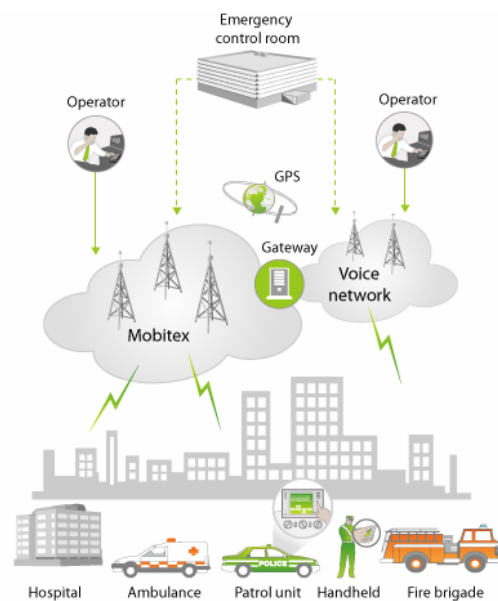 Emergency
control room
Operator
Operator
GPS
Gateway
Voice
network
Mobitex
POLICE
Hospital
Ambulance
Patrol unit
Handheld
Fire brigade